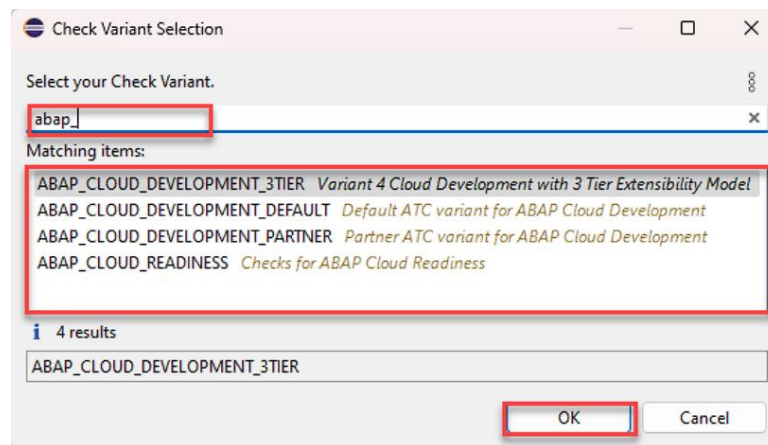 Check Variant Selection
Select your Check Variant.
abap_
Matching items:
ABAP_CLOUD_DEVELOPMENT_3TIER Variant 4 Cloud Development with 3 Tier Extensibility Model
ABAP_CLOUD_DEVELOPMENT_DEFAULT Default ATC variant for ABAP Cloud Development
ABAP_CLOUD_DEVELOPMENT_PARTNER Partner ATC variant for ABAP Cloud Development
ABAP_CLOUD_READINESS Checks for ABAP Cloud Readiness
4 results
ABAP_CLOUD_DEVELOPMENT_3TIER
OK Cancel